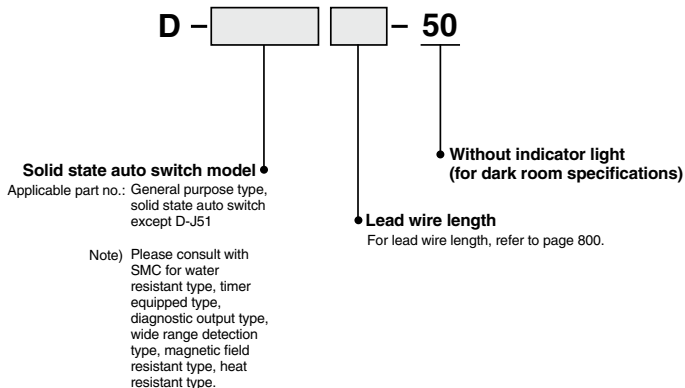 D – – 50
Without indicator light
(for dark room specifications)
Solid state auto switch model
Applicable part no.: General purpose type,
solid state auto switch
except D-J51
Lead wire length
For lead wire length, refer to page 800.
Note) Please consult with
SMC for water
resistant type, timer
equipped type,
diagnostic output type,
wide range detection
type, magnetic field
resistant type, heat
resistant type.